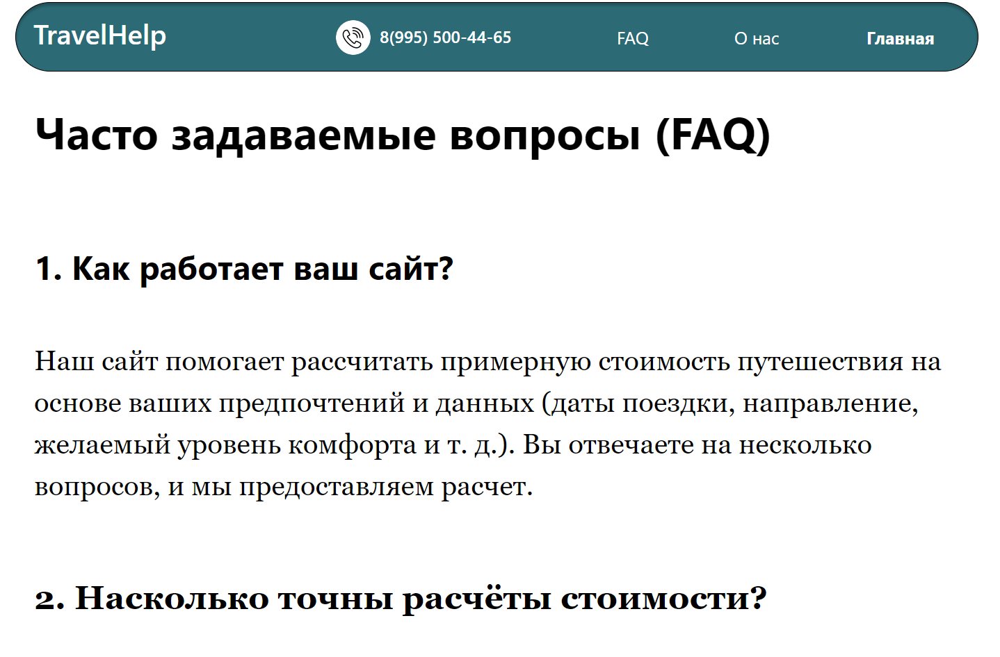 TravelHelp
8(995) 500-44-65
FAQ
О нас
Главная
Часто задаваемые вопросы (FAQ)
1. Как работает ваш сайт?
Наш сайт помогает рассчитать примерную стоимость путешествия на
основе ваших предпочтений и данных (даты поездки, направление,
желаемый уровень комфорта и т. д.). Вы отвечаете на несколько
вопросов, и мы предоставляем расчет.
2. Насколько точны расчёты стоимости?